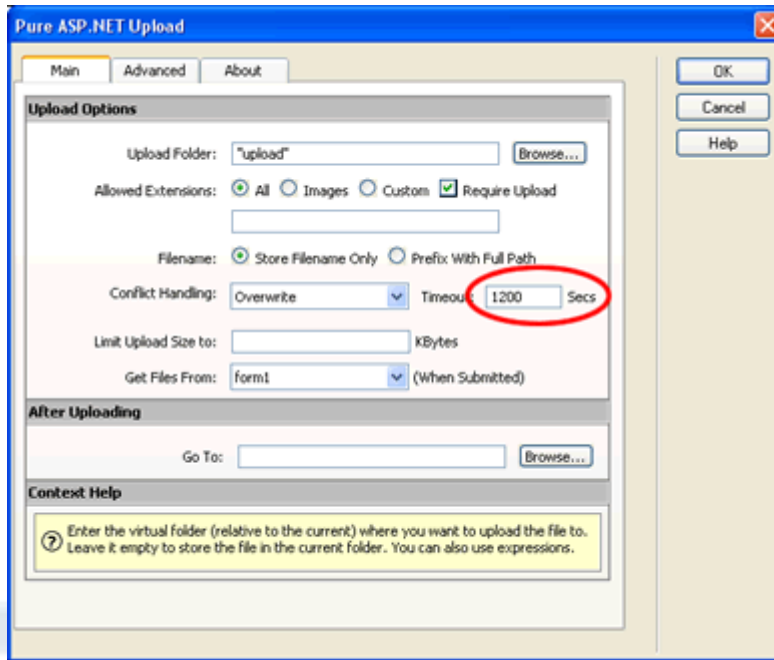 Pure ASP.NET Upload
Main Advanced About
OK
Cancel
Help
Upload Options
Upload Folder: "upload" Browse...
Allowed Extensions: All Images Custom Require Upload
Filename: Store Filename Only Prefix With Full Path
Conflict Handling: Overwrite Timeout: 1200 Secs
Limit Upload Size to: KBytes
Get Files From: form1 (When Submitted)
After Uploading
Go To: Browse...
Context Help
Enter the virtual folder (relative to the current) where you want to upload the file to.
Leave it empty to store the file in the current folder. You can also use expressions.